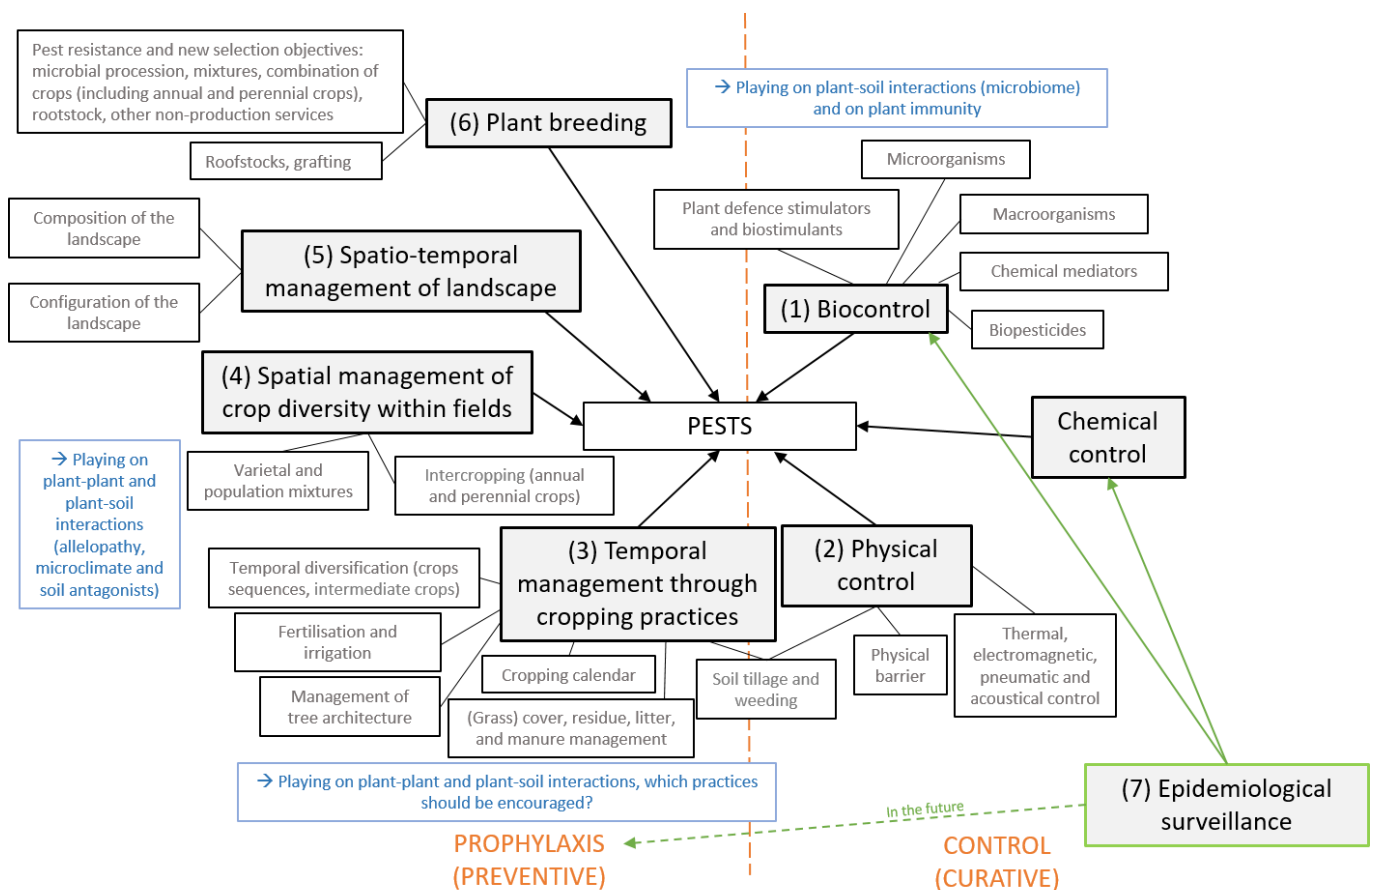 Pest resistance and new selection objectives:
microbial procession, mixtures, combination of
crops (including annual and perennial crops),
rootstock, other non-production services
(6) Plant breeding
Roofstocks, grafting
→ Playing on plant-soil interactions (microbiome)
and on plant immunity
Microorganisms
Plant defence stimulators
and biostimulants
Macroorganisms
Chemical mediators
Biopesticides
(1) Biocontrol
Composition of the
landscape
Configuration of the
landscape
(5) Spatio-temporal
management of landscape
(4) Spatial management of
crop diversity within fields
PESTS
Chemical
control
→ Playing on
plant-plant and
plant-soil
interactions
(allelopathy,
microclimate and
soil antagonists)
Varietal and
population mixtures
Intercropping (annual
and perennial crops)
(3) Temporal
management through
cropping practices
(2) Physical
control
Temporal diversification (crops
sequences, intermediate crops)
Fertilisation and
irrigation
Management of
tree architecture
Cropping calendar
(Grass) cover, residue, litter,
and manure management
Soil tillage and
weeding
Physical
barrier
Thermal,
electromagnetic,
pneumatic and
acoustical control
→ Playing on plant-plant and plant-soil interactions, which practices
should be encouraged?
(7) Epidemiological
surveillance
In the future
PROPHYLAXIS
(PREVENTIVE)
CONTROL
(CURATIVE)